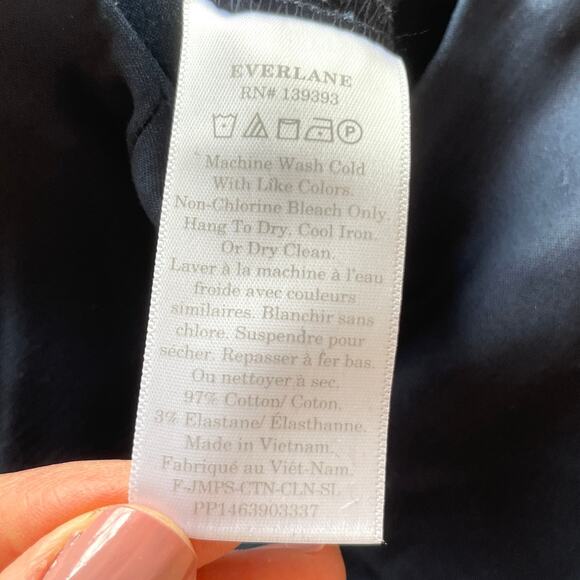 EVERLANE
RN# 139393
P
Machine Wash Cold
With Like Colors.
Non-Chlorine Bleach Only.
Hang To Dry, Cool Iron.
Or Dry Clean.
Laver à la machine à l'eau
froide avec couleurs
similaires. Blanchir sans
chlore. Suspendre pour
sécher. Repasser à fer bas.
Ou nettoyer à sec.
97% Cotton/ Coton.
3% Elastane/ Élasthanne.
Made in Vietnam.
Fabriqué au Viêt-Nam.
F-JMPS-CTN-CLN-SL
PP1463903337